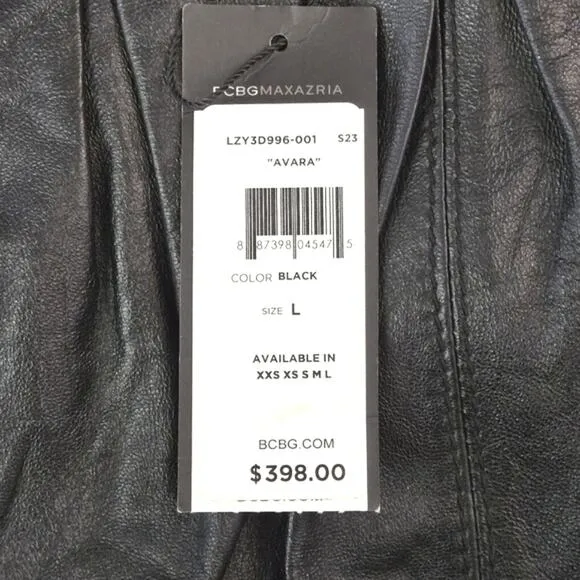 BCBGMAXAZRIA
LZY3D996-001 S23
"AVARA"
8 87398 04547 5
COLOR BLACK
SIZE L
AVAILABLE IN
XXS XS S M L
BCBG.COM
$398.00